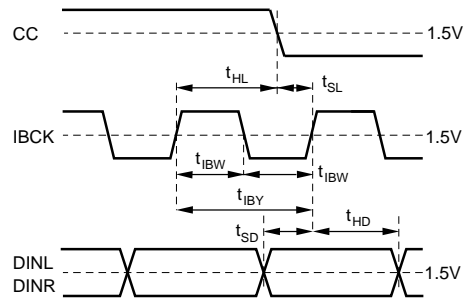 CC
1.5V
tHL
tSL
IBCK
1.5V
tIBW
tIBW
tIBY
tSD
tHD
DINL
DINR
1.5V